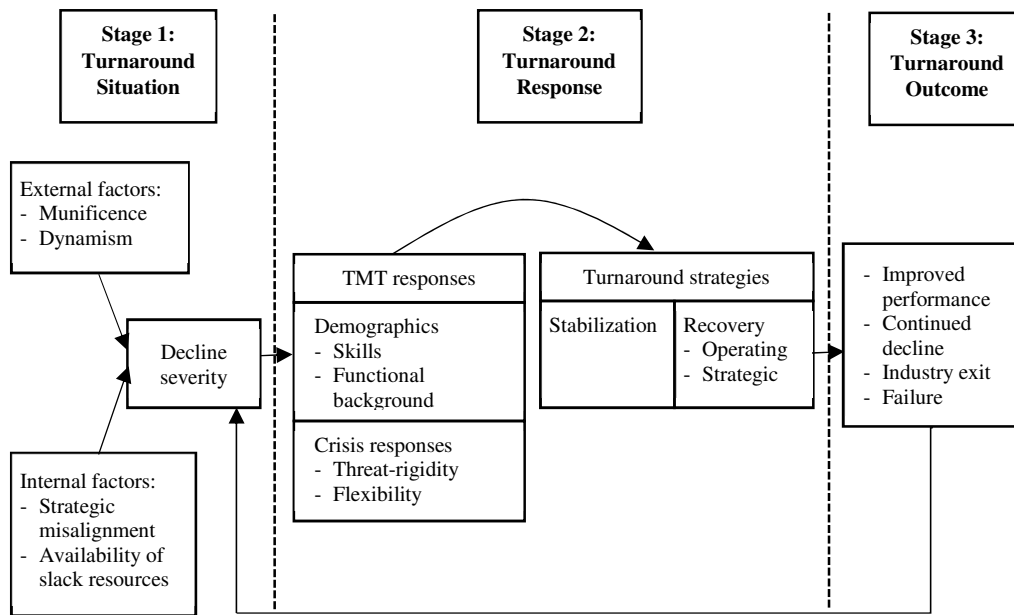 Stage 1:
Turnaround
Situation
Stage 2:
Turnaround
Response
Stage 3:
Turnaround
Outcome
External factors:
- Munificence
- Dynamism
Decline
severity
Internal factors:
- Strategic
misalignment
- Availability of
slack resources
TMT responses
Demographics
- Skills
- Functional
background
Crisis responses
- Threat-rigidity
- Flexibility
Turnaround strategies
Stabilization
Recovery
- Operating
- Strategic
- Improved
performance
- Continued
decline
- Industry exit
- Failure